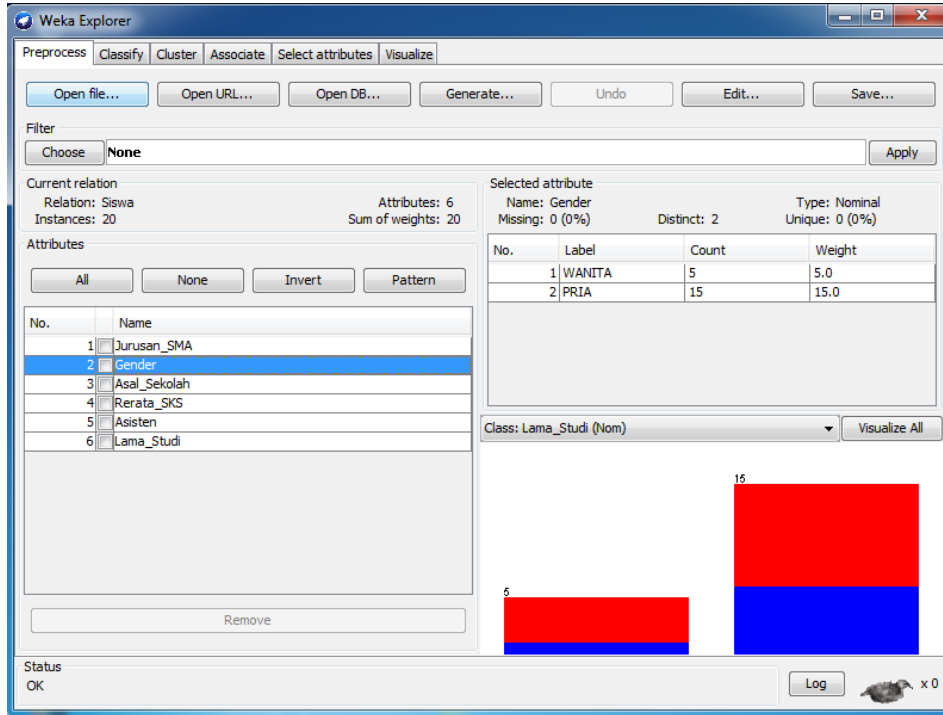 Weka Explorer
Preprocess Classify Cluster Associate Select attributes Visualize
Open file... Open URL... Open DB... Generate... Undo Edit... Save...
Filter
Choose None Apply
Current relation
Relation: Siswa Attributes: 6
Instances: 20 Sum of weights: 20
Selected attribute
Name: Gender Type: Nominal
Missing: 0 (0%) Distinct: 2 Unique: 0 (0%)
Attributes
All None Invert Pattern
No. Name
1 Jurusan_SMA
2 Gender
3 Asal_Sekolah
4 Rerata_SKS
5 Asisten
6 Lama_Studi
Remove
No. Label Count Weight
1 WANITA 5 5.0
2 PRIA 15 15.0
Class: Lama_Studi (Nom) Visualize All
15
5
Status
OK
Log x 0